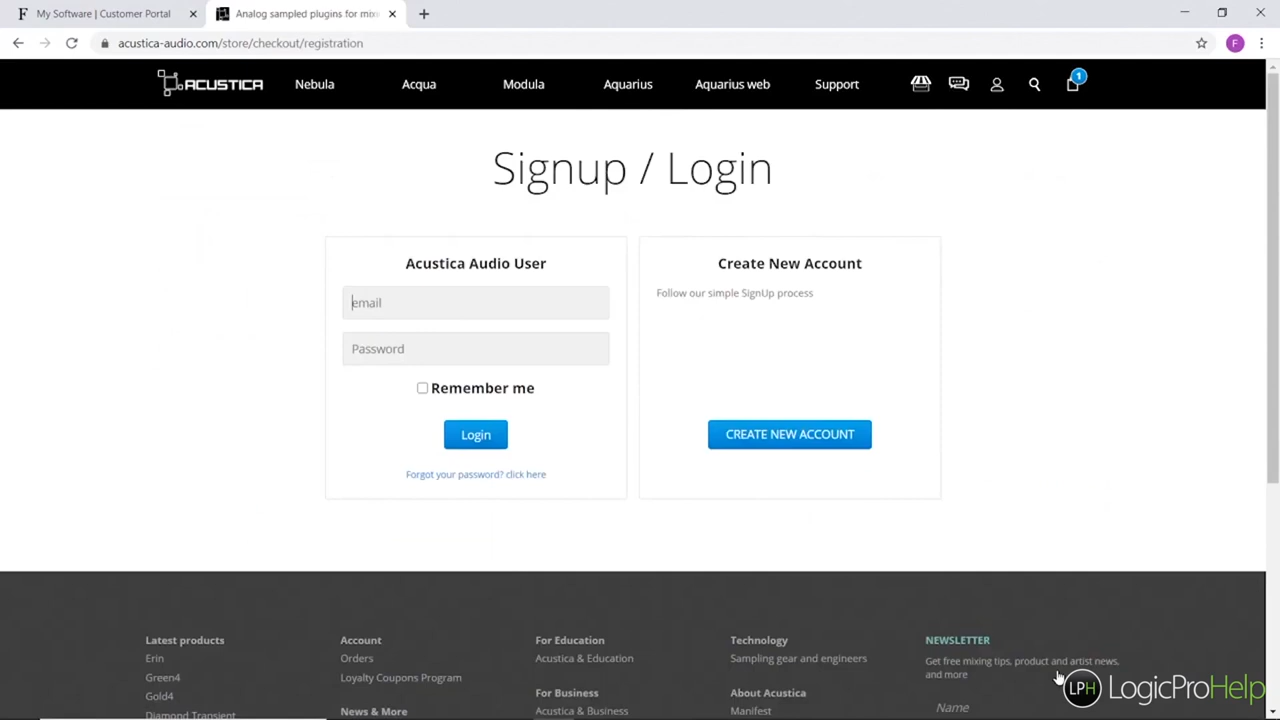 My Software | Customer Portal
Analog sampled plugins for mixi
acustica-audio.com/store/checkout/registration
F
ACUSTICA
Nebula
Acqua
Modula
Aquarius
Aquarius web
Support
1
Signup / Login
Acustica Audio User
email
Password
Remember me
Login
Forgot your password? click here
Create New Account
Follow our simple SignUp process
CREATE NEW ACCOUNT
Latest products
Erin
Green4
Gold4
Diamond Transient
Account
Orders
Loyalty Coupons Program
News & More
For Education
Acustica & Education
For Business
Acustica & Business
Technology
Sampling gear and engineers
About Acustica
Manifest
NEWSLETTER
Get free mixing tips, product and artist news,
and more
Name
LPH LogicProHelp